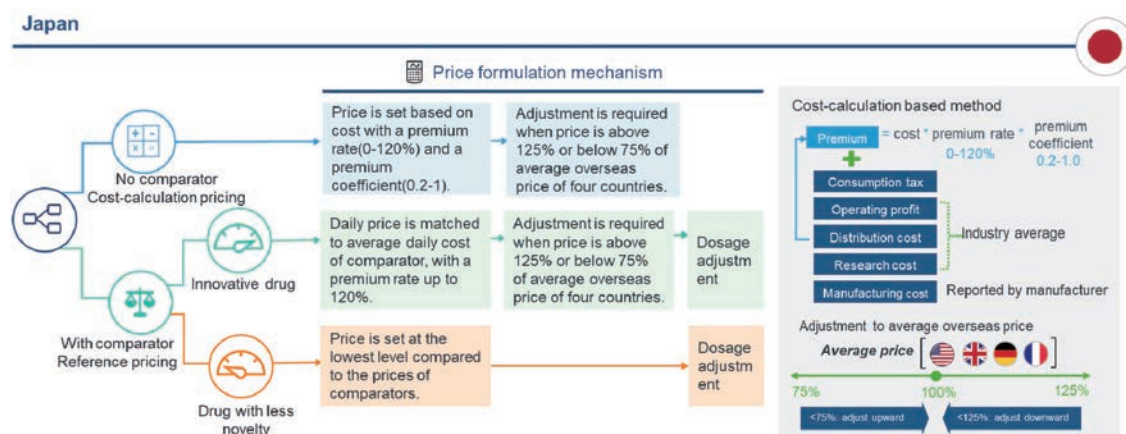 Japan
Price formulation mechanism
No comparator
Cost-calculation pricing
Price is set based on
cost with a premium
rate(0-120%) and a
premium
coefficient(0.2-1).
Adjustment is required
when price is above
125% or below 75% of
average overseas
price of four countries.
With comparator
Reference pricing
Innovative drug
Daily price is matched
to average daily cost
of comparator, with a
premium rate up to
120%.
Adjustment is required
when price is above
125% or below 75%
of average overseas
price of four countries.
Dosage
adjustm
ent
Drug with less
novelty
Price is set at the
lowest level compared
to the prices of
comparators.
Dosage
adjustm
ent
Cost-calculation based method
Premium = cost * premium rate * premium
coefficient
0-120% 0.2-1.0
Consumption tax
Operating profit
Distribution cost
Industry average
Research cost
Manufacturing cost Reported by manufacturer
Adjustment to average overseas price
Average price
75% 100% 125%
<75%: adjust upward <125%: adjust downward